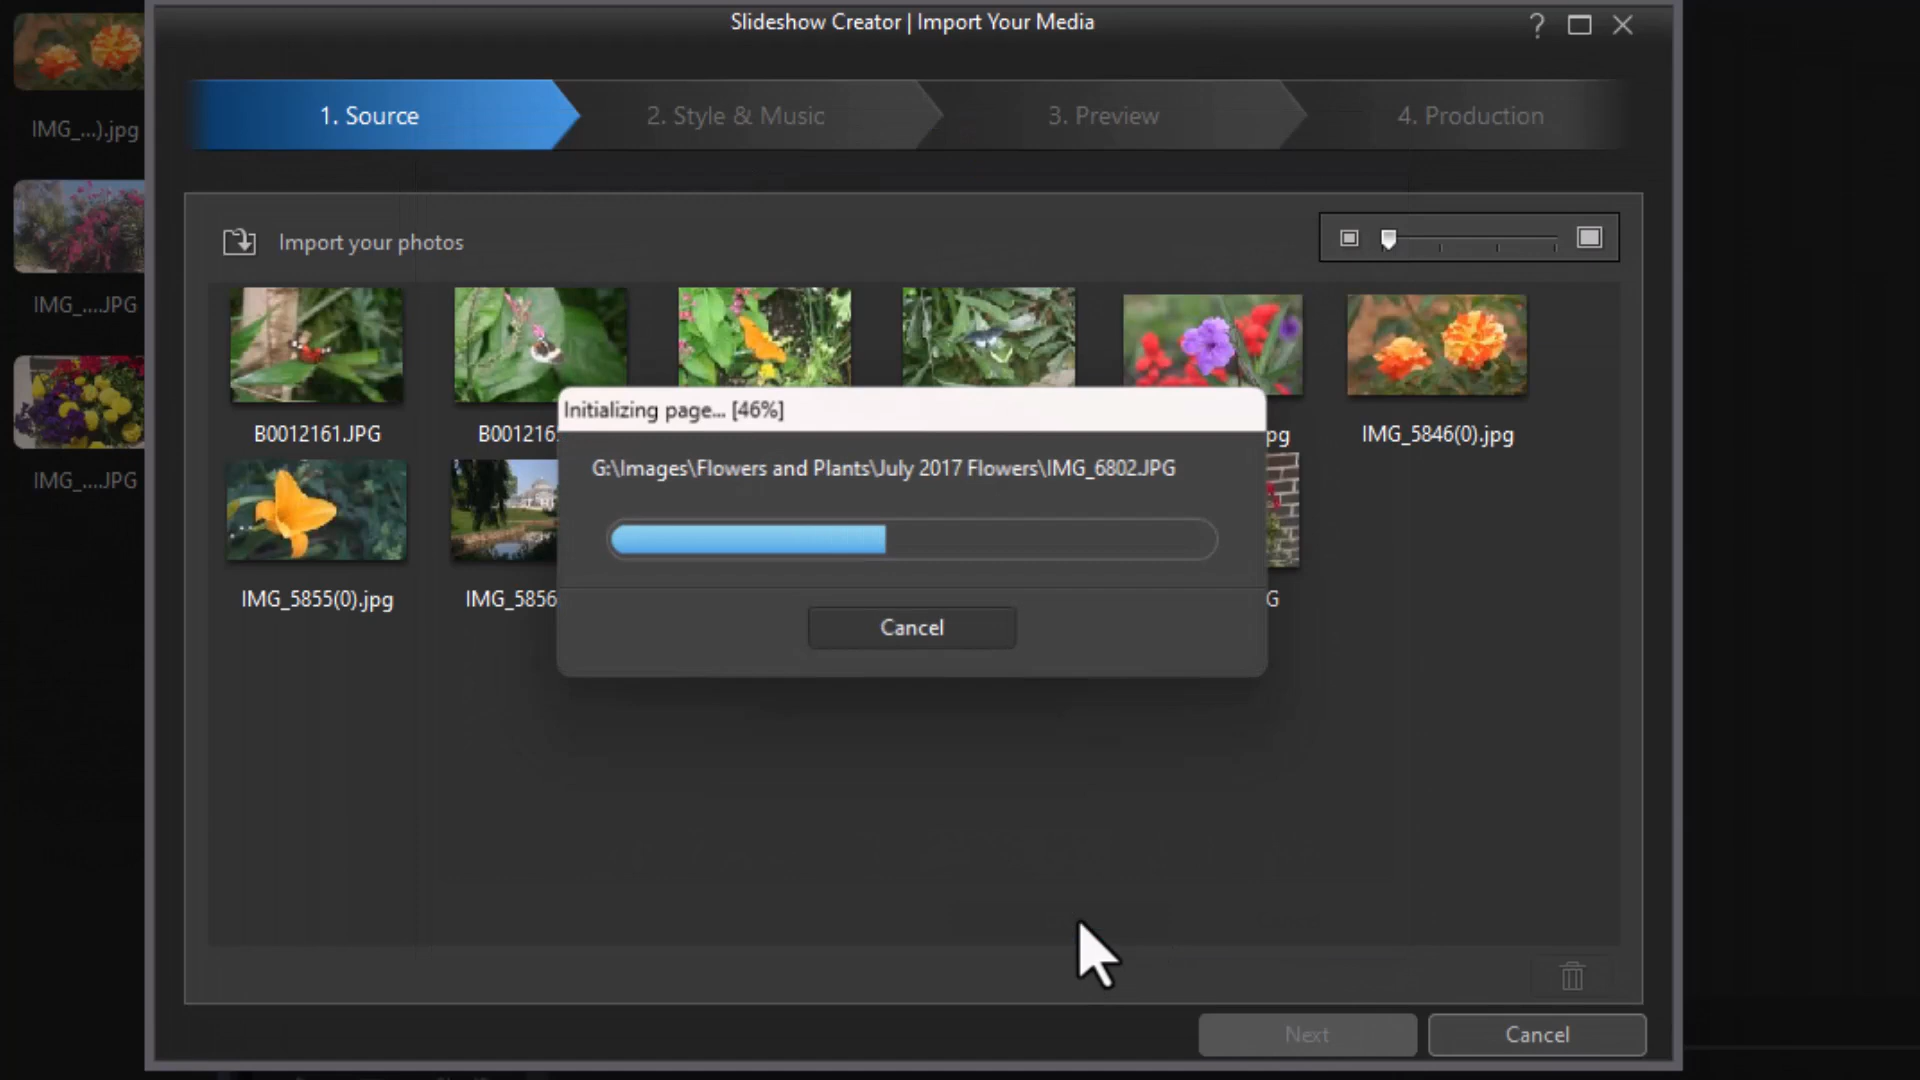 Slideshow Creator | Import Your Media
?
1. Source
2. Style & Music
3. Preview
4. Production
IMG_...).jpg
IMG_....JPG
IMG_....JPG
Import your photos
B0012161.JPG
B001216
pg
IMG_5846(0).jpg
Initializing page... [46%]
G:\Images\Flowers and Plants\July 2017 Flowers\IMG_6802.JPG
Cancel
IMG_5855(0).jpg
IMG_5856
G
Next
Cancel